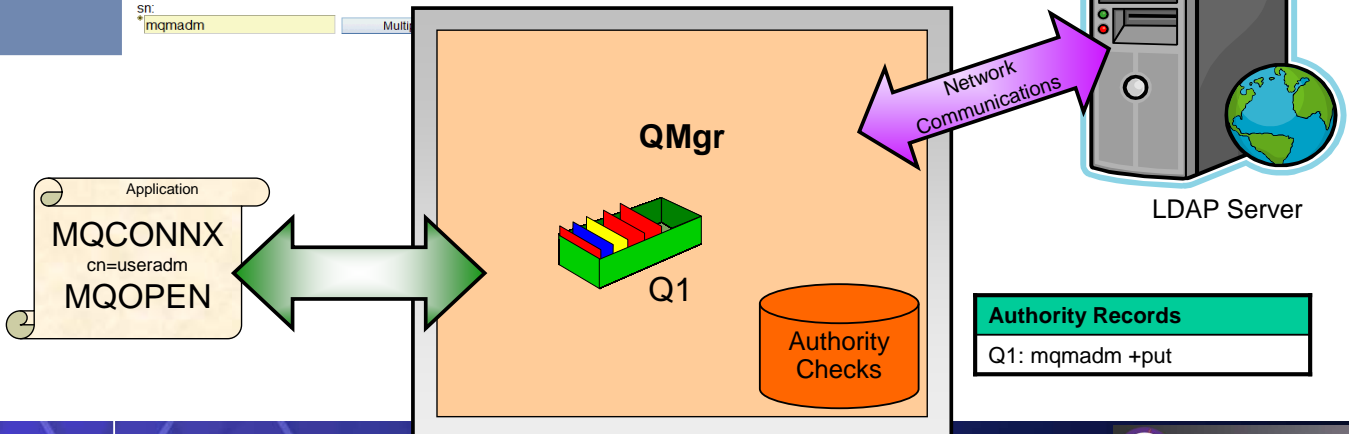 sn:
*mqmadm
Multip
QMgr
Network
Communications
Application
MQCONNX
cn=useradm
MQOPEN
Q1
LDAP Server
Authority
Checks
Authority Records
Q1: mqmadm +put